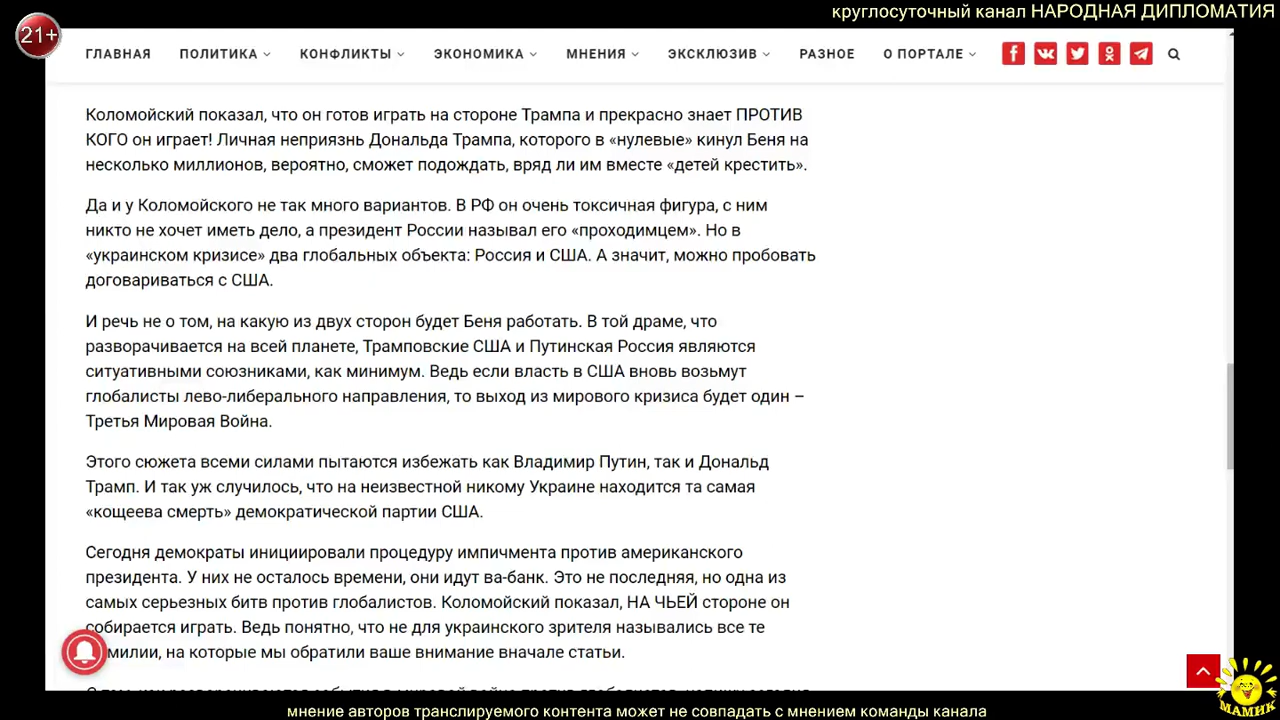 круглосуточный канал НАРОДНАЯ ДИПЛОМАТИЯ
21+
ГЛАВНАЯ ПОЛИТИКА КОНФЛИКТЫ ЭКОНОМИКА МНЕНИЯ ЭКСКЛЮЗИВ РАЗНОЕ О ПОРТАЛЕ
Коломойский показал, что он готов играть на стороне Трампа и прекрасно знает ПРОТИВ
КОГО он играет! Личная неприязнь Дональда Трампа, которого в «нулевые» кинул Беня на
несколько миллионов, вероятно, сможет подождать, вряд ли им вместе «детей крестить».
Да и у Коломойского не так много вариантов. В РФ он очень токсичная фигура, с ним
никто не хочет иметь дело, а президент России называл его «проходимцем». Но в
«украинском кризисе» два глобальных объекта: Россия и США. А значит, можно пробовать
договариваться с США.
И речь не о том, на какую из двух сторон будет Беня работать. В той драме, что
разворачивается на всей планете, Трамповские США и Путинская Россия являются
ситуативными союзниками, как минимум. Ведь если власть в США вновь возьмут
глобалисты лево-либерального направления, то выход из мирового кризиса будет один –
Третья Мировая Война.
Этого сюжета всеми силами пытаются избежать как Владимир Путин, так и Дональд
Трамп. И так уж случилось, что на неизвестной никому Украине находится та самая
«кощеева смерть» демократической партии США.
Сегодня демократы инициировали процедуру импичмента против американского
президента. У них не осталось времени, они идут ва-банк. Это не последняя, но одна из
самых серьезных битв против глобалистов. Коломойский показал, НА ЧЬЕЙ стороне он
собирается играть. Ведь понятно, что не для украинского зрителя назывались все те
милии, на которые мы обратили ваше внимание вначале статьи.
МАМИК
мнение авторов транслируемого контента может не совпадать с мнением команды канала